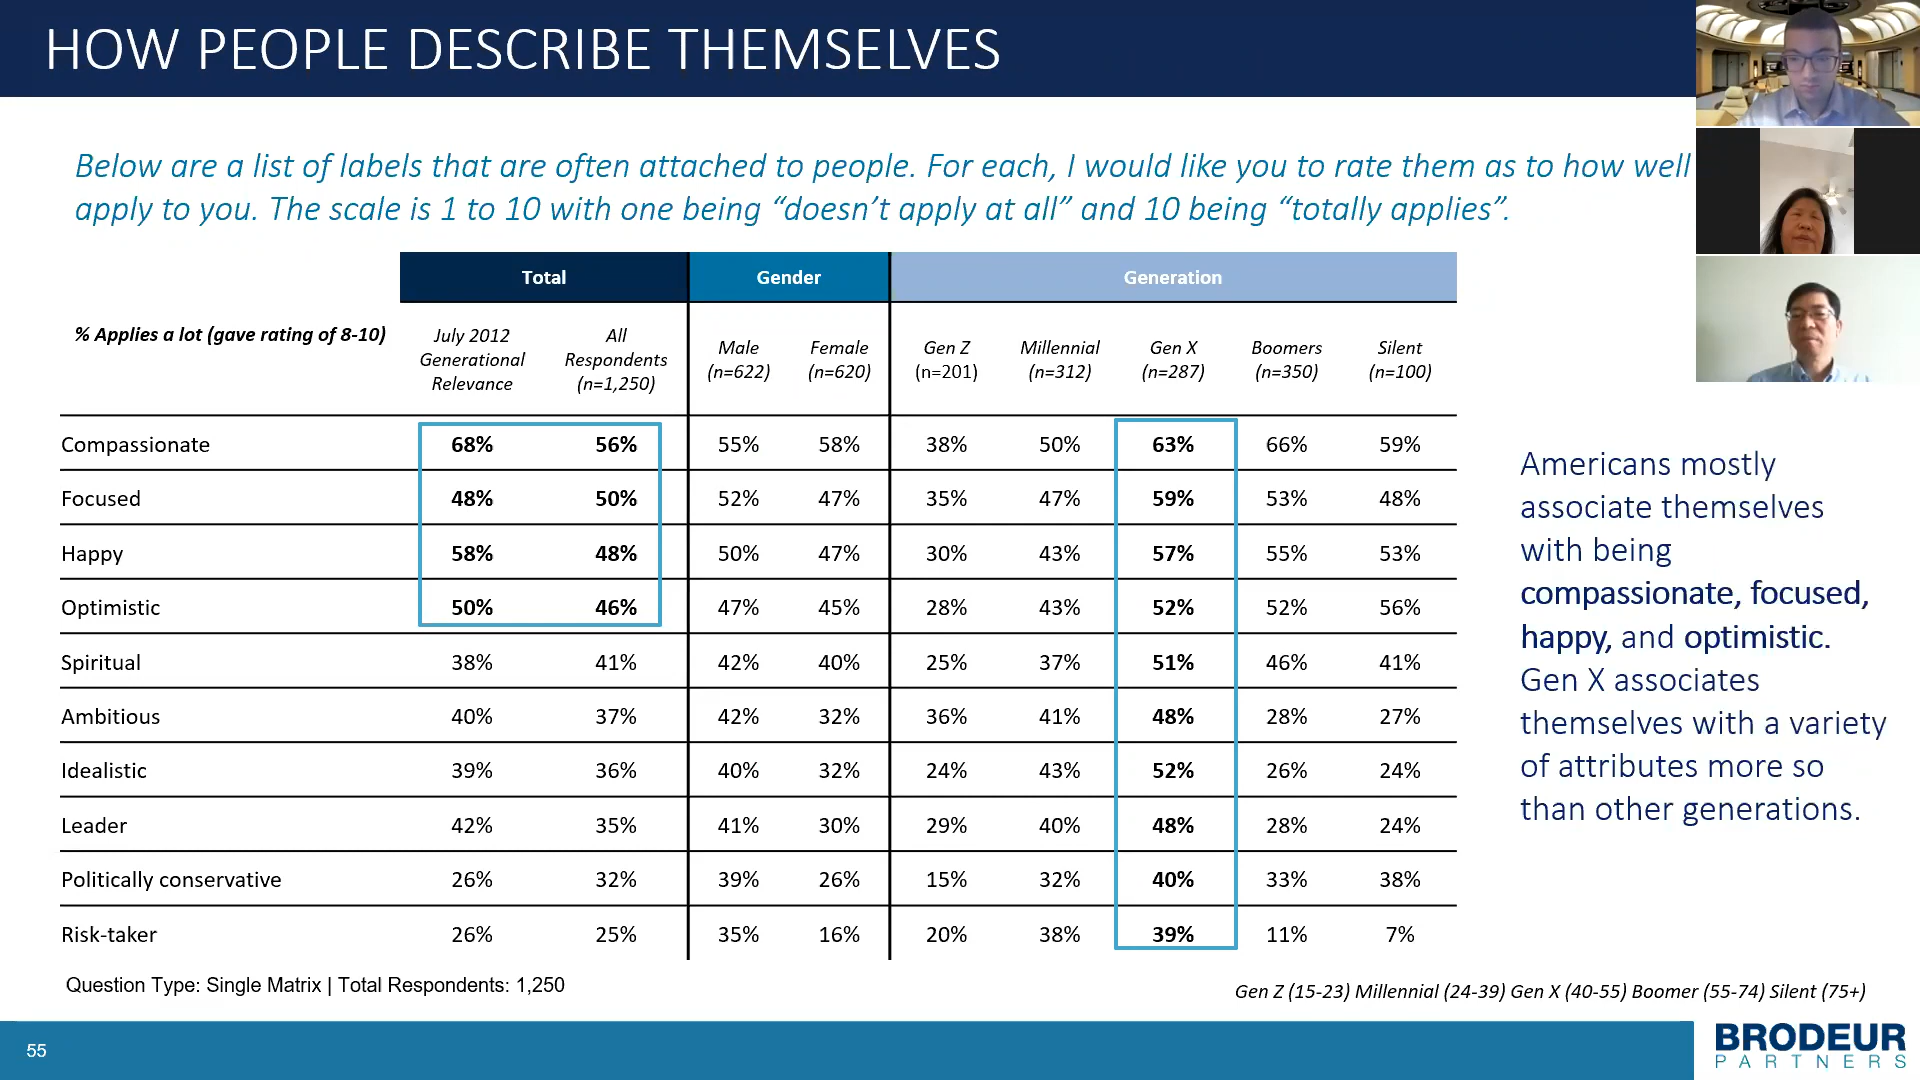 HOW PEOPLE DESCRIBE THEMSELVES
Below are a list of labels that are often attached to people. For each, I would like you to rate them as to how well
apply to you. The scale is 1 to 10 with one being “doesn’t apply at all” and 10 being “totally applies”.
Total Gender Generation
% Applies a lot (gave rating of 8-10) July 2012 Generational Relevance All Respondents (n=1,250) Male (n=622) Female (n=620) Gen Z (n=201) Millennial (n=312) Gen X (n=287) Boomers (n=350) Silent (n=100)
Compassionate 68% 56% 55% 58% 38% 50% 63% 66% 59%
Focused 48% 50% 52% 47% 35% 47% 59% 53% 48%
Happy 58% 48% 50% 47% 30% 43% 57% 55% 53%
Optimistic 50% 46% 47% 45% 28% 43% 52% 52% 56%
Spiritual 38% 41% 42% 40% 25% 37% 51% 46% 41%
Ambitious 40% 37% 42% 32% 36% 41% 48% 28% 27%
Idealistic 39% 36% 40% 32% 24% 43% 52% 26% 24%
Leader 42% 35% 41% 30% 29% 40% 48% 28% 24%
Politically conservative 26% 32% 39% 26% 15% 32% 40% 33% 38%
Risk-taker 26% 25% 35% 16% 20% 38% 39% 11% 7%
Americans mostly
associate themselves
with being
compassionate, focused,
happy, and optimistic.
Gen X associates
themselves with a variety
of attributes more so
than other generations.
Question Type: Single Matrix | Total Respondents: 1,250
Gen Z (15-23) Millennial (24-39) Gen X (40-55) Boomer (55-74) Silent (75+)
55
BRODEUR
PARTNERS